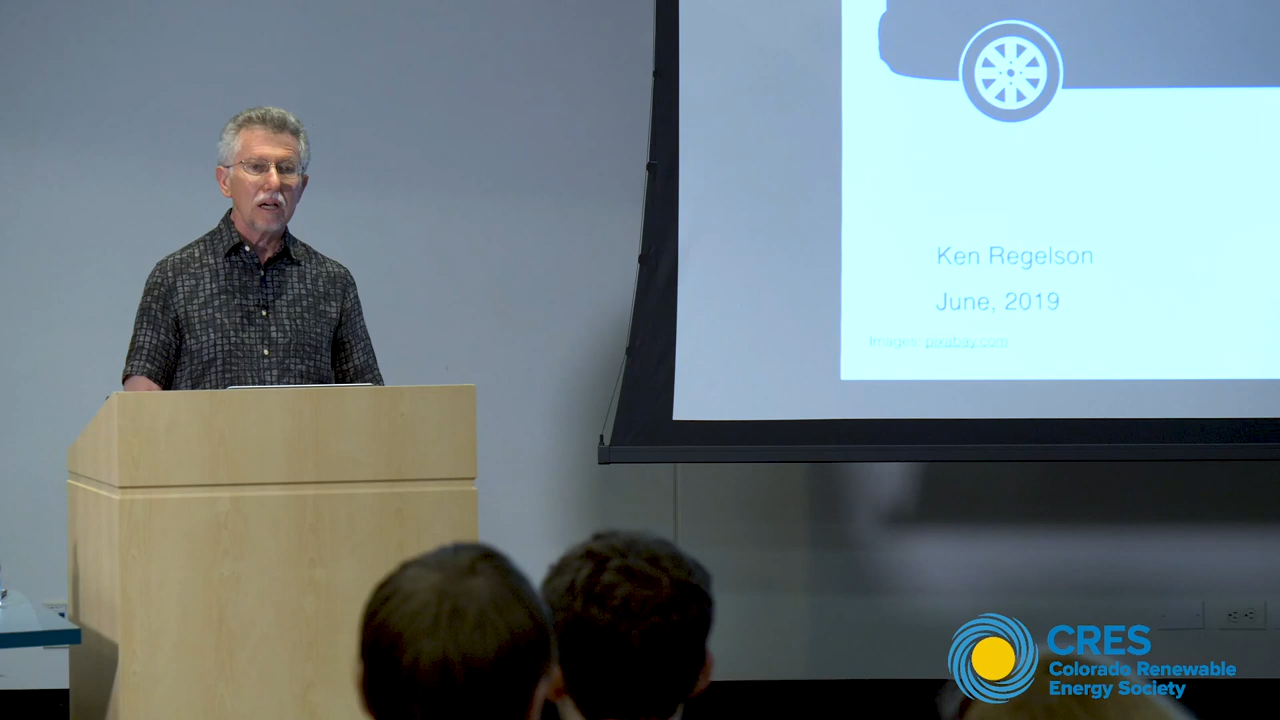 Ken Regelson
June, 2019
Images: pixabay.com
CRES
Colorado Renewable
Energy Society